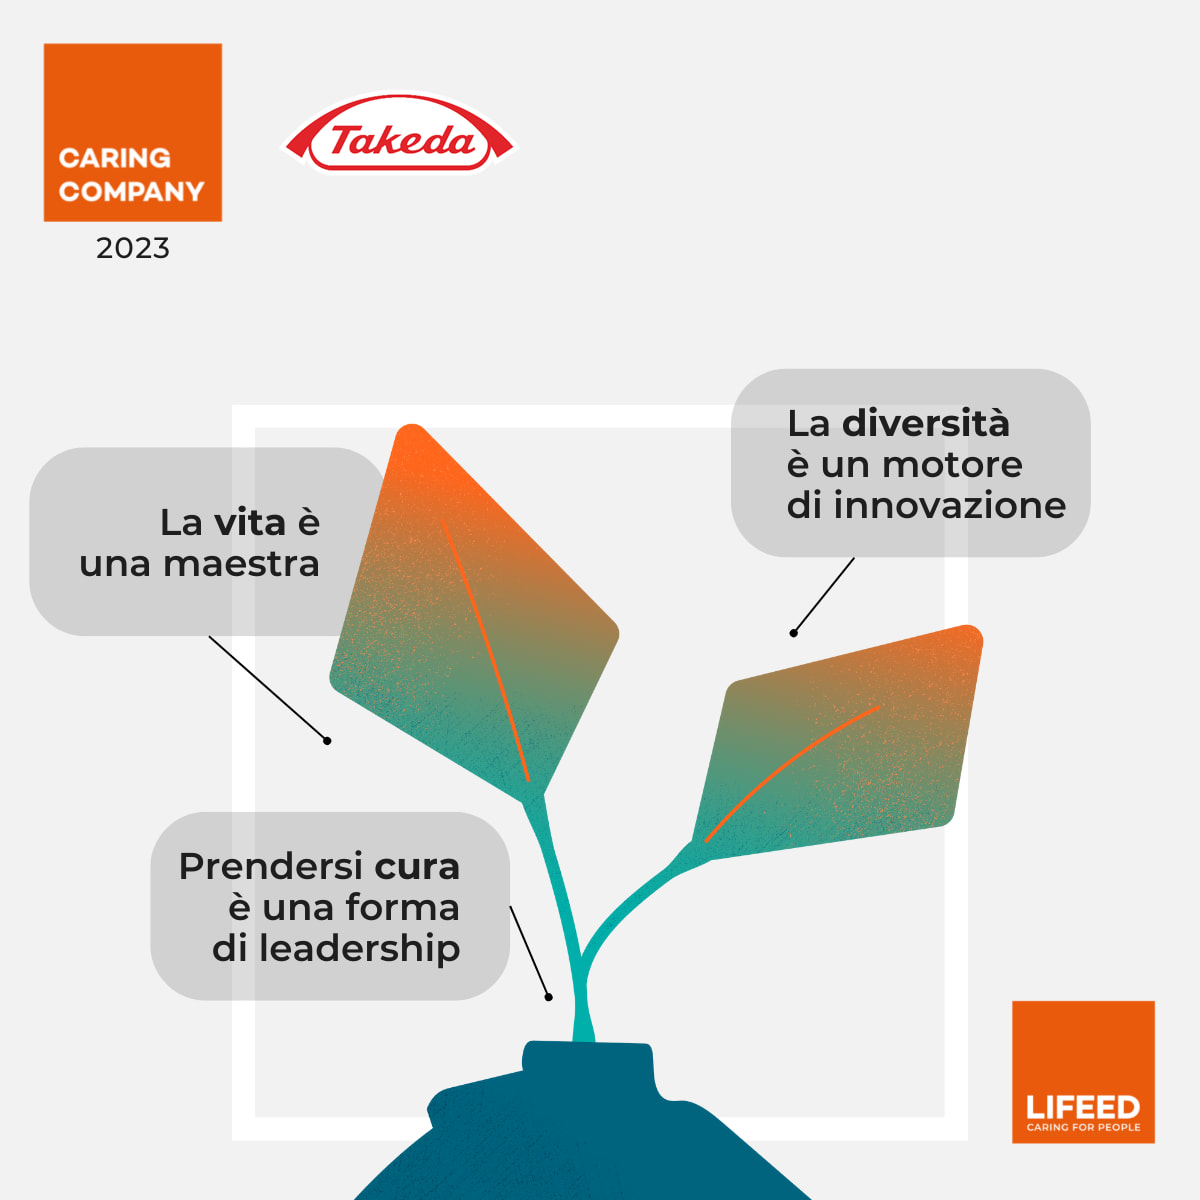 CARING
COMPANY
2023
Takeda
La diversità
è un motore
di innovazione
La vita è
una maestra
Prendersi cura
è una forma
di leadership
LIFEED
CARING FOR PEOPLE